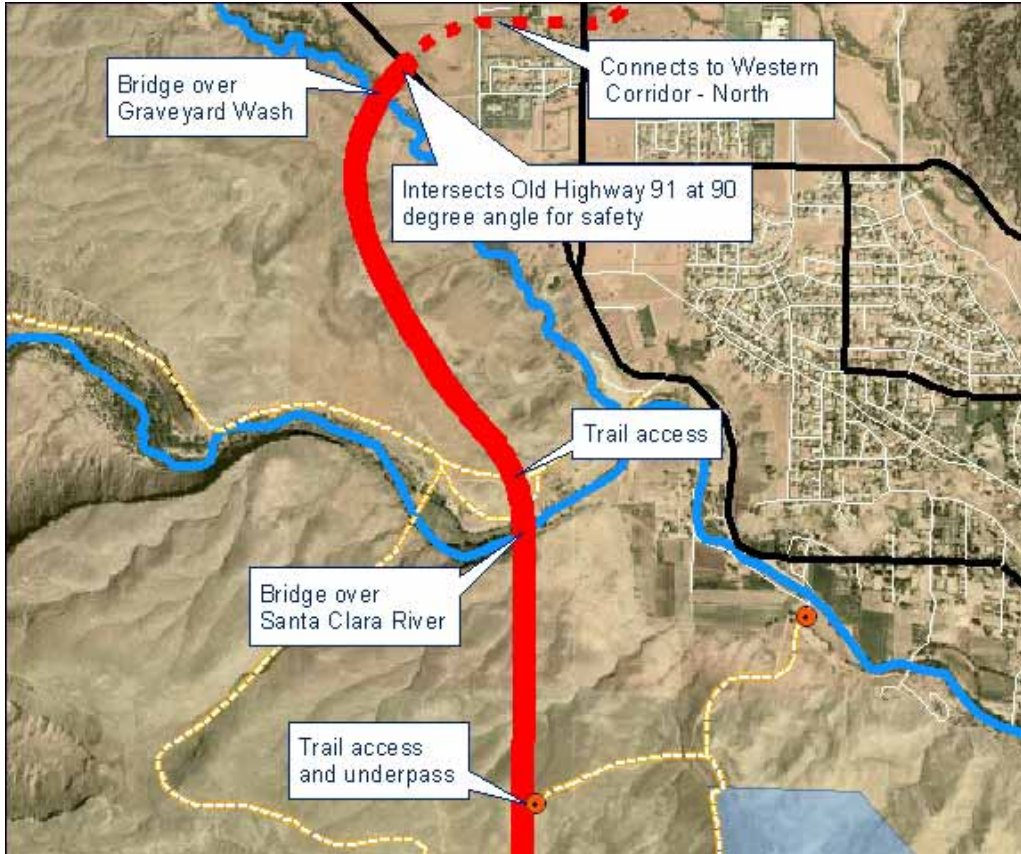 Bridge over
Graveyard Wash
Connects to Western
Corridor - North
Intersects Old Highway 91 at 90
degree angle for safety
Trail access
Bridge over
Santa Clara River
Trail access
and underpass